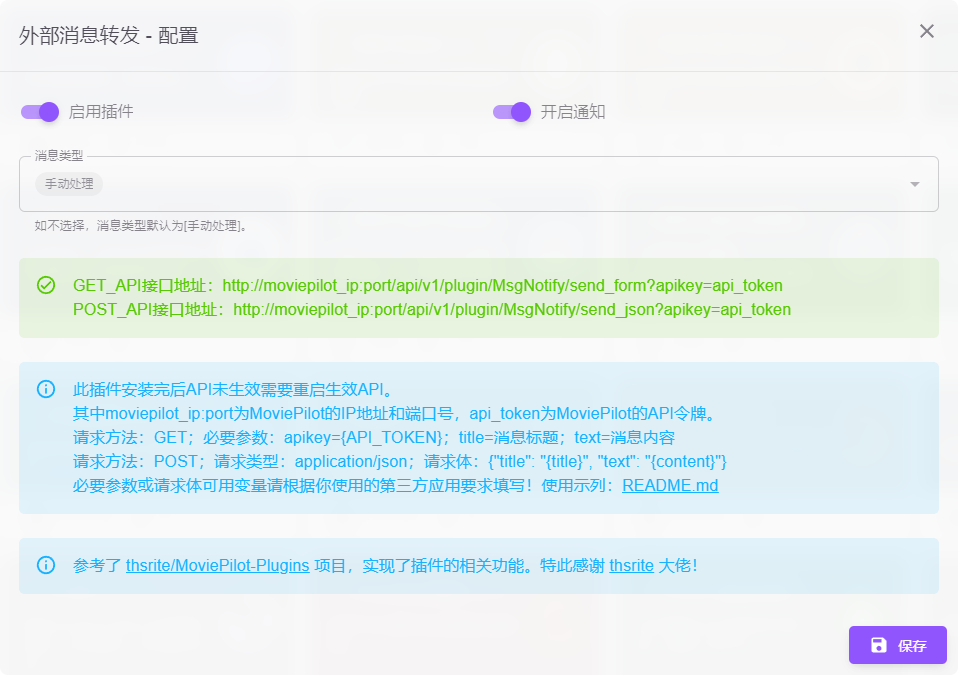 外部消息转发 - 配置
启用插件
开启通知
消息类型
手动处理
如不选择，消息类型默认为[手动处理]。
GET_API接口地址：http://moviepilot_ip:port/api/v1/plugin/MsgNotify/send_form?apikey=api_token
POST_API接口地址：http://moviepilot_ip:port/api/v1/plugin/MsgNotify/send_json?apikey=api_token
此插件安装完后API未生效需要重启生效API。
其中moviepilot_ip:port为MoviePilot的IP地址和端口号，api_token为MoviePilot的API令牌。
请求方法：GET；必要参数：apikey={API_TOKEN}；title=消息标题；text=消息内容
请求方法：POST；请求类型：application/json；请求体：{"title": "{title}", "text": "{content}"}
必要参数或请求体可用变量请根据你使用的第三方应用要求填写！使用示列：README.md
参考了 thsrite/MoviePilot-Plugins 项目，实现了插件的相关功能。特此感谢 thsrite 大佬！
保存